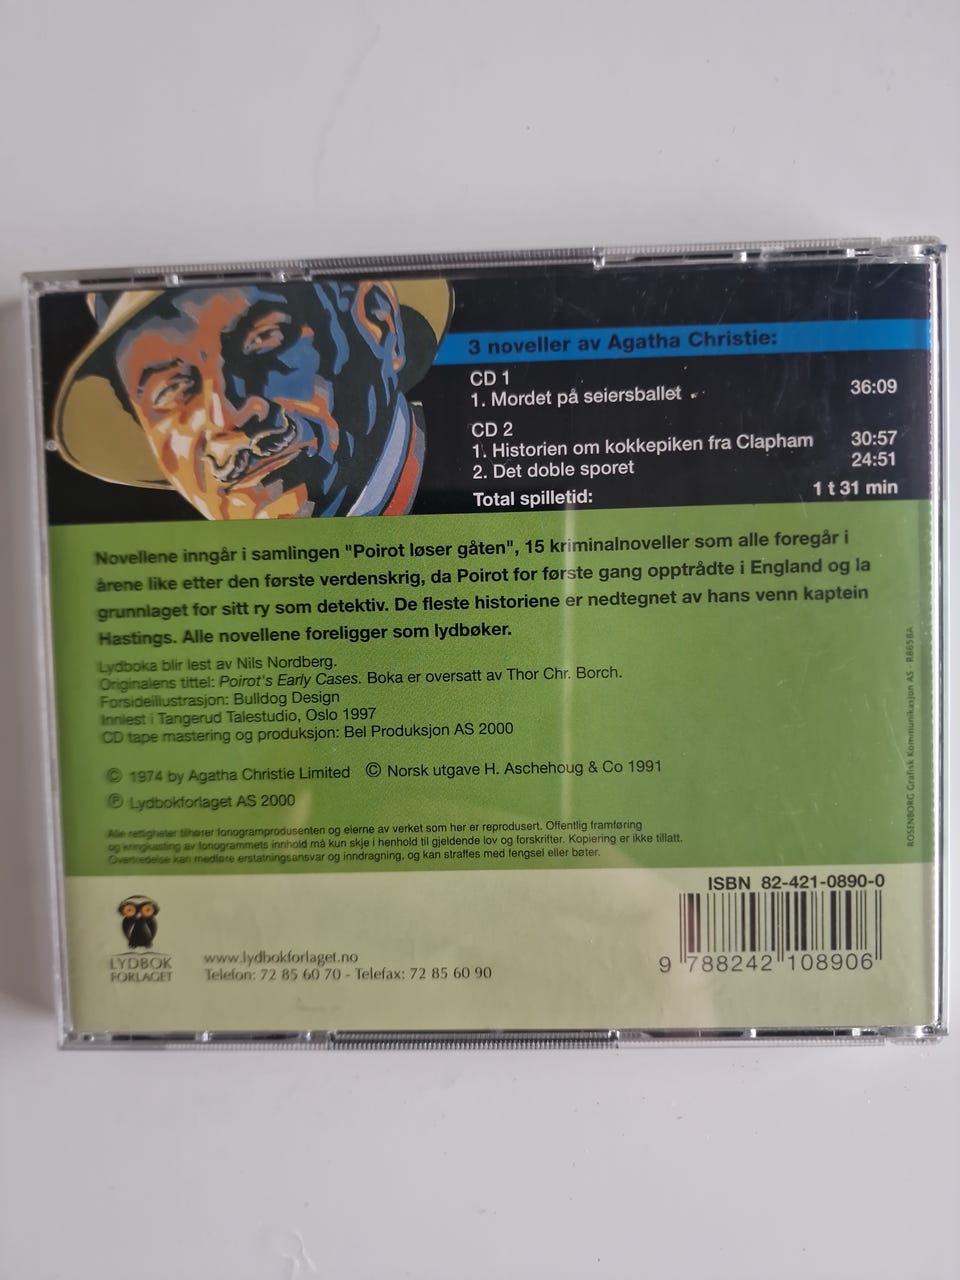 3 noveller av Agatha Christie:
CD 1
1. Mordet på seiersballet 36:09
CD 2
1. Historien om kokkepiken fra Clapham 30:57
2. Det doble sporet 24:51
Total spilletid: 1 t 31 min
Novellene inngår i samlingen "Poirot løser gåten", 15 kriminalnoveller som alle foregår i
årene like etter den første verdenskrig, da Poirot for første gang opptrådte i England og la
grunnlaget for sitt ry som detektiv. De fleste historiene er nedtegnet av hans venn kaptein
Hastings. Alle novellene foreligger som lydbøker.
Lydboka blir lest av Nils Nordberg.
Originalens tittel: Poirot's Early Cases. Boka er oversatt av Thor Chr. Borch.
Forsideillustrasjon: Bulldog Design
Innlest i Tangerud Talestudio, Oslo 1997
CD tape mastering og produksjon: Bel Produksjon AS 2000
© 1974 by Agatha Christie Limited © Norsk utgave H. Aschehoug & Co 1991
℗ Lydbokforlaget AS 2000
Alle rettigheter tilhører fonogramprodusenten og eierne av verket som her er reprodusert. Offentlig framføring
og kringkasting av fonogrammets innhold må kun skje i henhold til gjeldende lov og forskrifter. Kopiering er ikke tillatt.
Overtredelse kan medføre erstatningsansvar og inndragning, og kan straffes med fengsel eller bøter.
ROSENBORG Grafisk Kommunikasjon AS - R865BA
ISBN 82-421-0890-0
9 788242 108906
LYDBOK
FORLAGET
www.lydbokforlaget.no
Telefon: 72 85 60 70 - Telefax: 72 85 60 90